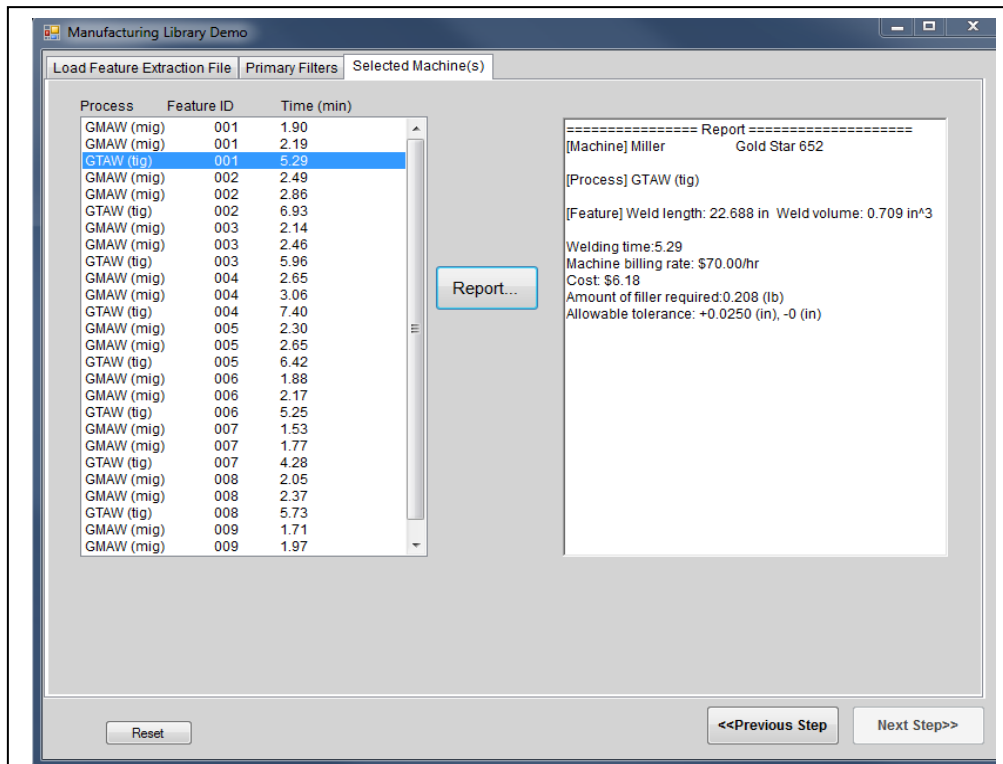 Manufacturing Library Demo
Load Feature Extraction File Primary Filters Selected Machine(s)
Process Feature ID Time (min)
GMAW (mig) 001 1.90
GMAW (mig) 001 2.19
GTAW (tig) 001 5.29
GMAW (mig) 002 2.49
GMAW (mig) 002 2.86
GTAW (tig) 002 6.93
GMAW (mig) 003 2.14
GMAW (mig) 003 2.46
GTAW (tig) 003 5.96
GMAW (mig) 004 2.65
GMAW (mig) 004 3.06
GTAW (tig) 004 7.40
GMAW (mig) 005 2.30
GMAW (mig) 005 2.65
GTAW (tig) 005 6.42
GMAW (mig) 006 1.88
GMAW (mig) 006 2.17
GTAW (tig) 006 5.25
GMAW (mig) 007 1.53
GMAW (mig) 007 1.77
GTAW (tig) 007 4.28
GMAW (mig) 008 2.05
GMAW (mig) 008 2.37
GTAW (tig) 008 5.73
GMAW (mig) 009 1.71
GMAW (mig) 009 1.97
Report...
================ Report ====================
[Machine] Miller Gold Star 652
[Process] GTAW (tig)
[Feature] Weld length: 22.688 in Weld volume: 0.709 in^3
Welding time:5.29
Machine billing rate: $70.00/hr
Cost: $6.18
Amount of filler required:0.208 (lb)
Allowable tolerance: +0.0250 (in), -0 (in)
Reset
<<Previous Step
Next Step>>